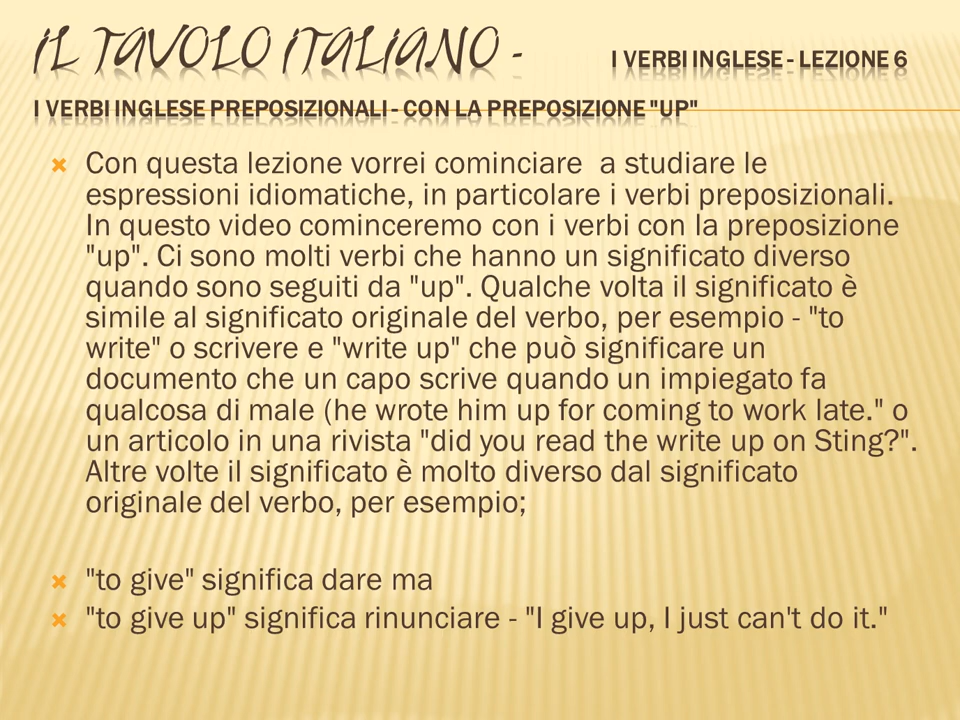 IL TAVOLO ITALIANO - I VERBI INGLESE - LEZIONE 6
I VERBI INGLESE PREPOSIZIONALI - CON LA PREPOSIZIONE "UP"
Con questa lezione vorrei cominciare a studiare le
espressioni idiomatiche, in particolare i verbi preposizionali.
In questo video cominceremo con i verbi con la preposizione
"up". Ci sono molti verbi che hanno un significato diverso
quando sono seguiti da "up". Qualche volta il significato è
simile al significato originale del verbo, per esempio - "to
write" o scrivere e "write up" che può significare un
documento che un capo scrive quando un impiegato fa
qualcosa di male (he wrote him up for coming to work late." o
un articolo in una rivista "did you read the write up on Sting?".
Altre volte il significato è molto diverso dal significato
originale del verbo, per esempio;
"to give" significa dare ma
"to give up" significa rinunciare - "I give up, I just can't do it."